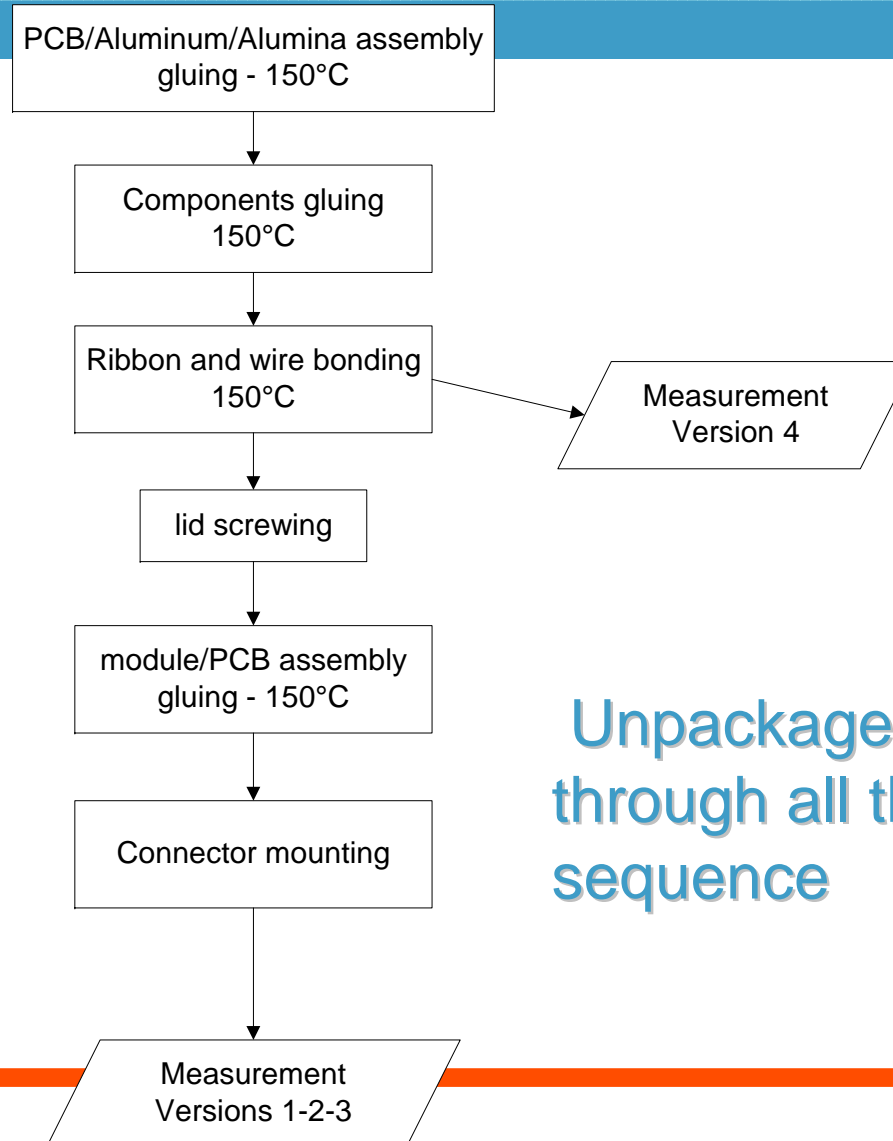 PCB/Aluminum/Alumina assembly
gluing - 150°C
Components gluing
150°C
Ribbon and wire bonding
150°C
Measurement
Version 4
lid screwing
module/PCB assembly
gluing - 150°C
Connector mounting
Measurement
Versions 1-2-3
Unpackage
through all
sequence